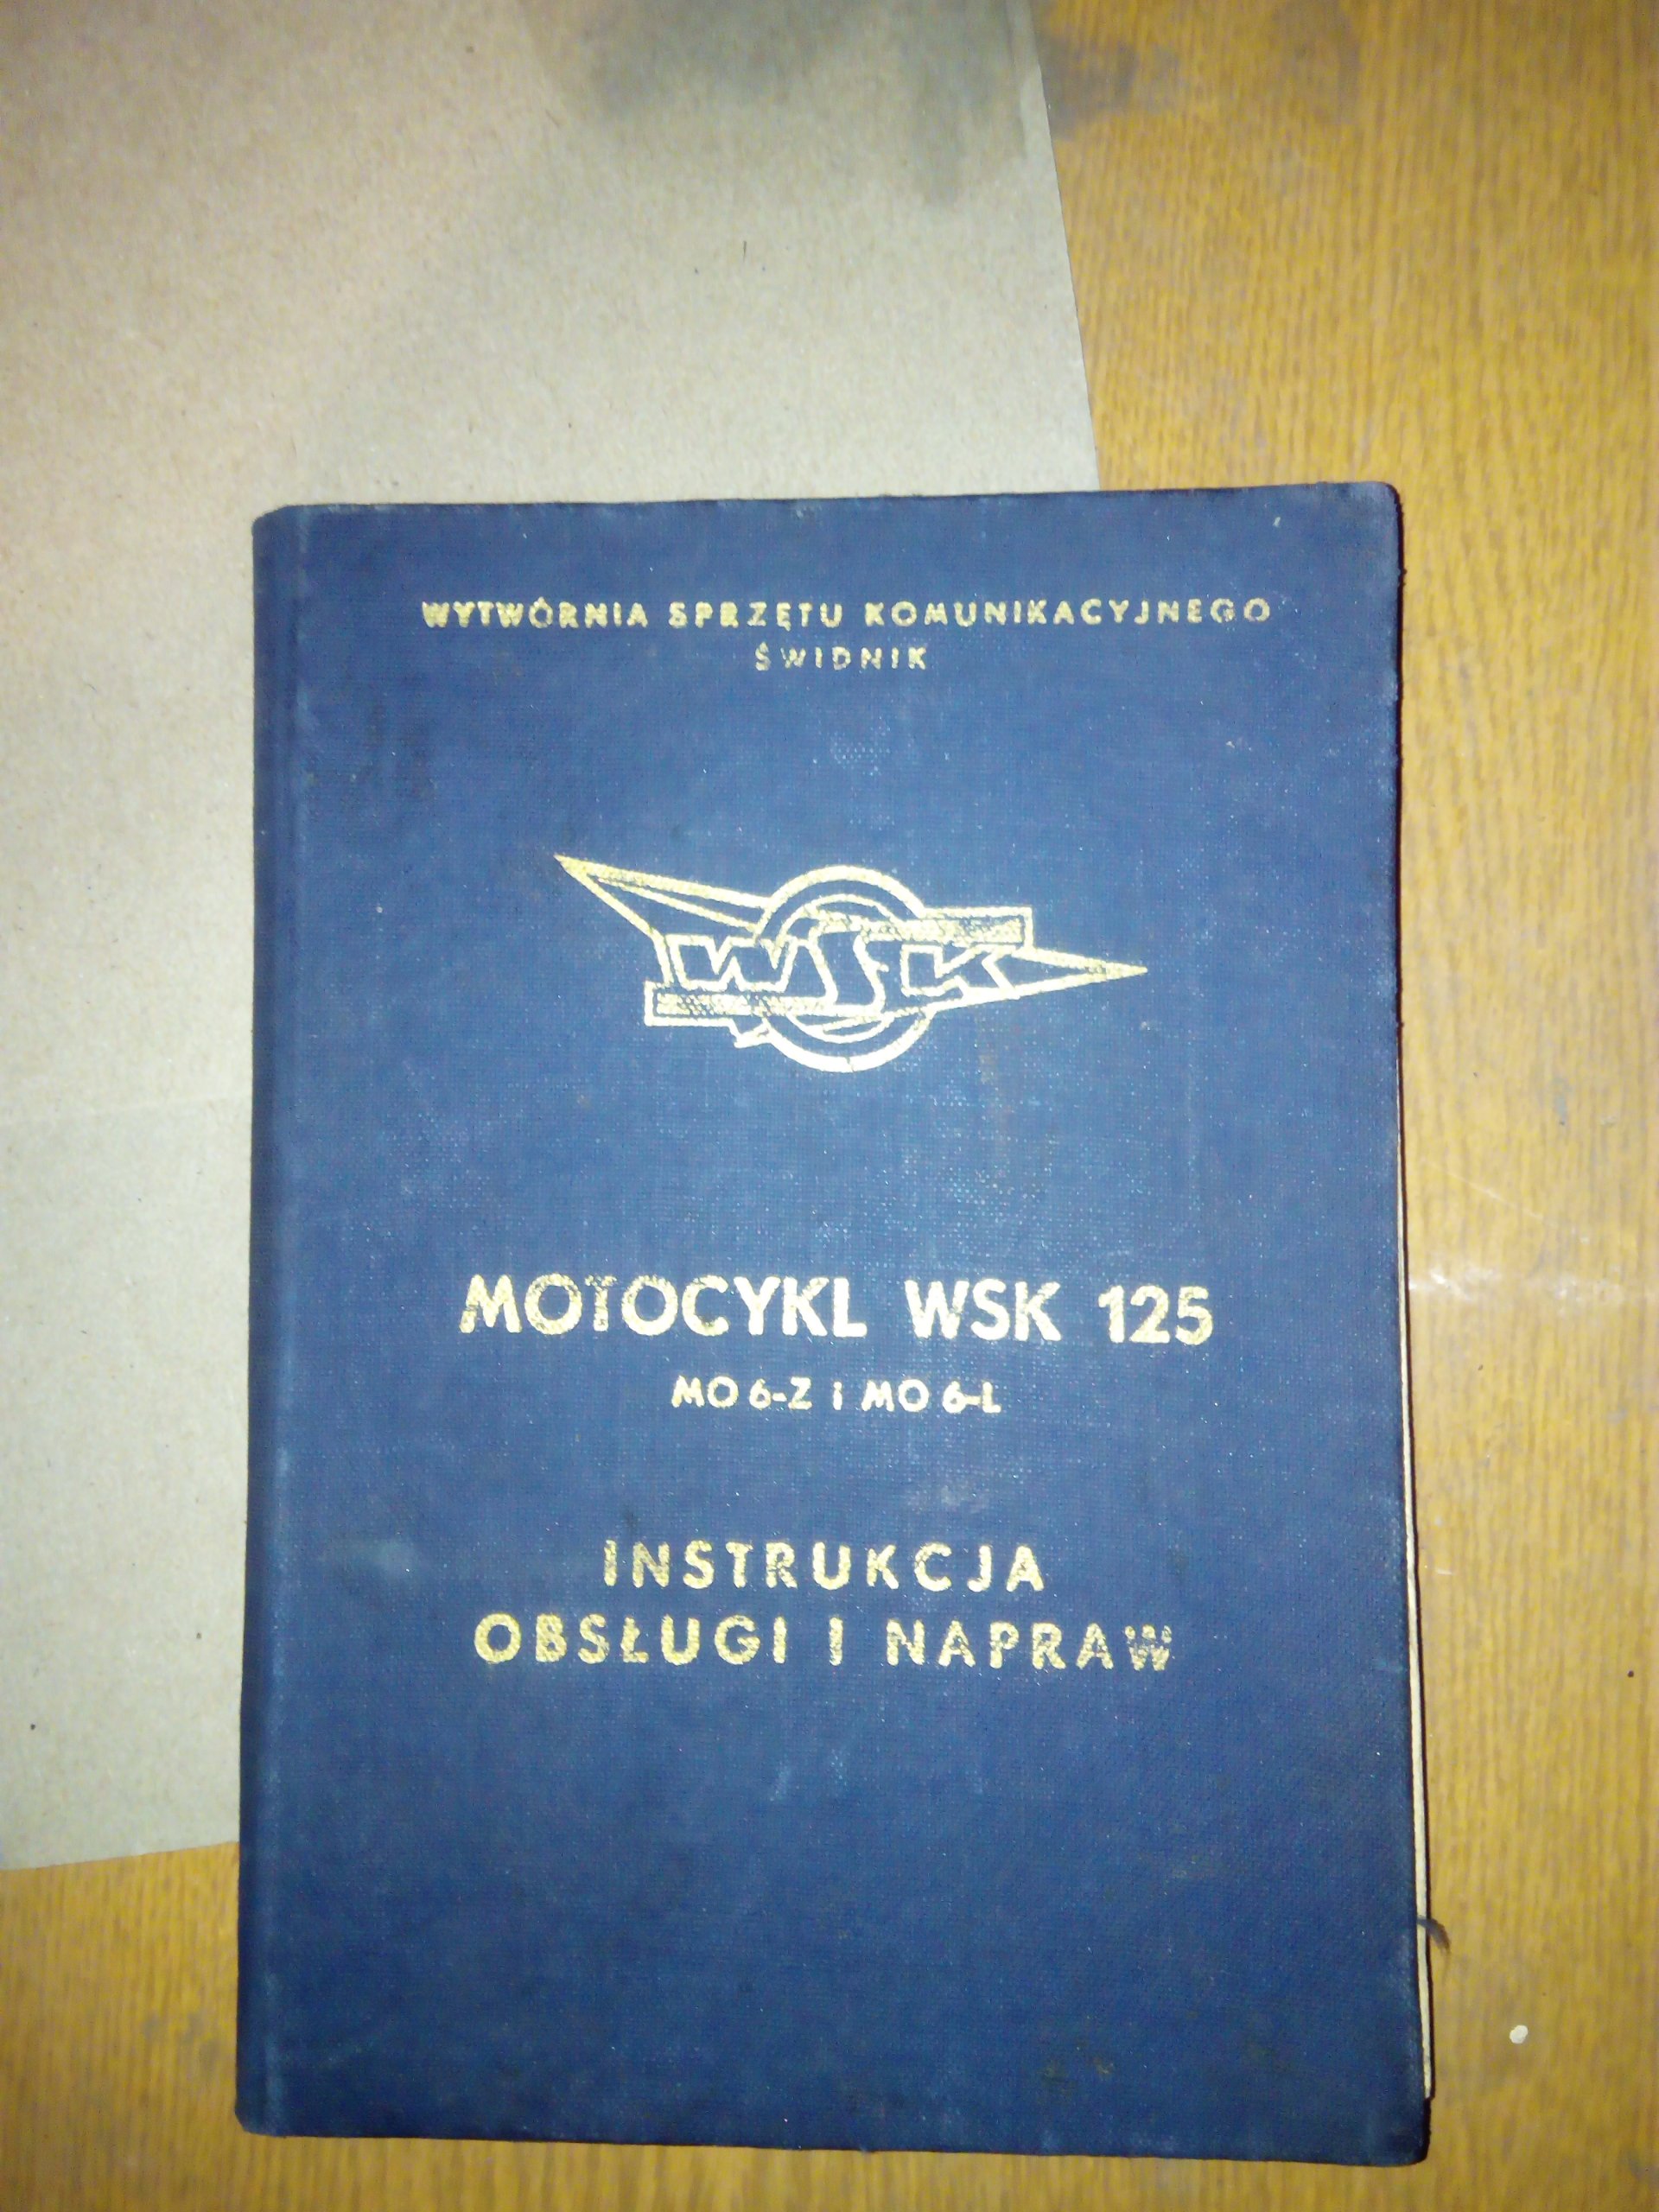 WYTWÓRNIA SPRZĘTU KOMUNIKACYJNEGO
ŚWIDNIK
WSK
MOTOCYKL WSK 125
MO 6-Z i MO 6-L
INSTRUKCJA
OBSŁUGI I NAPRAW